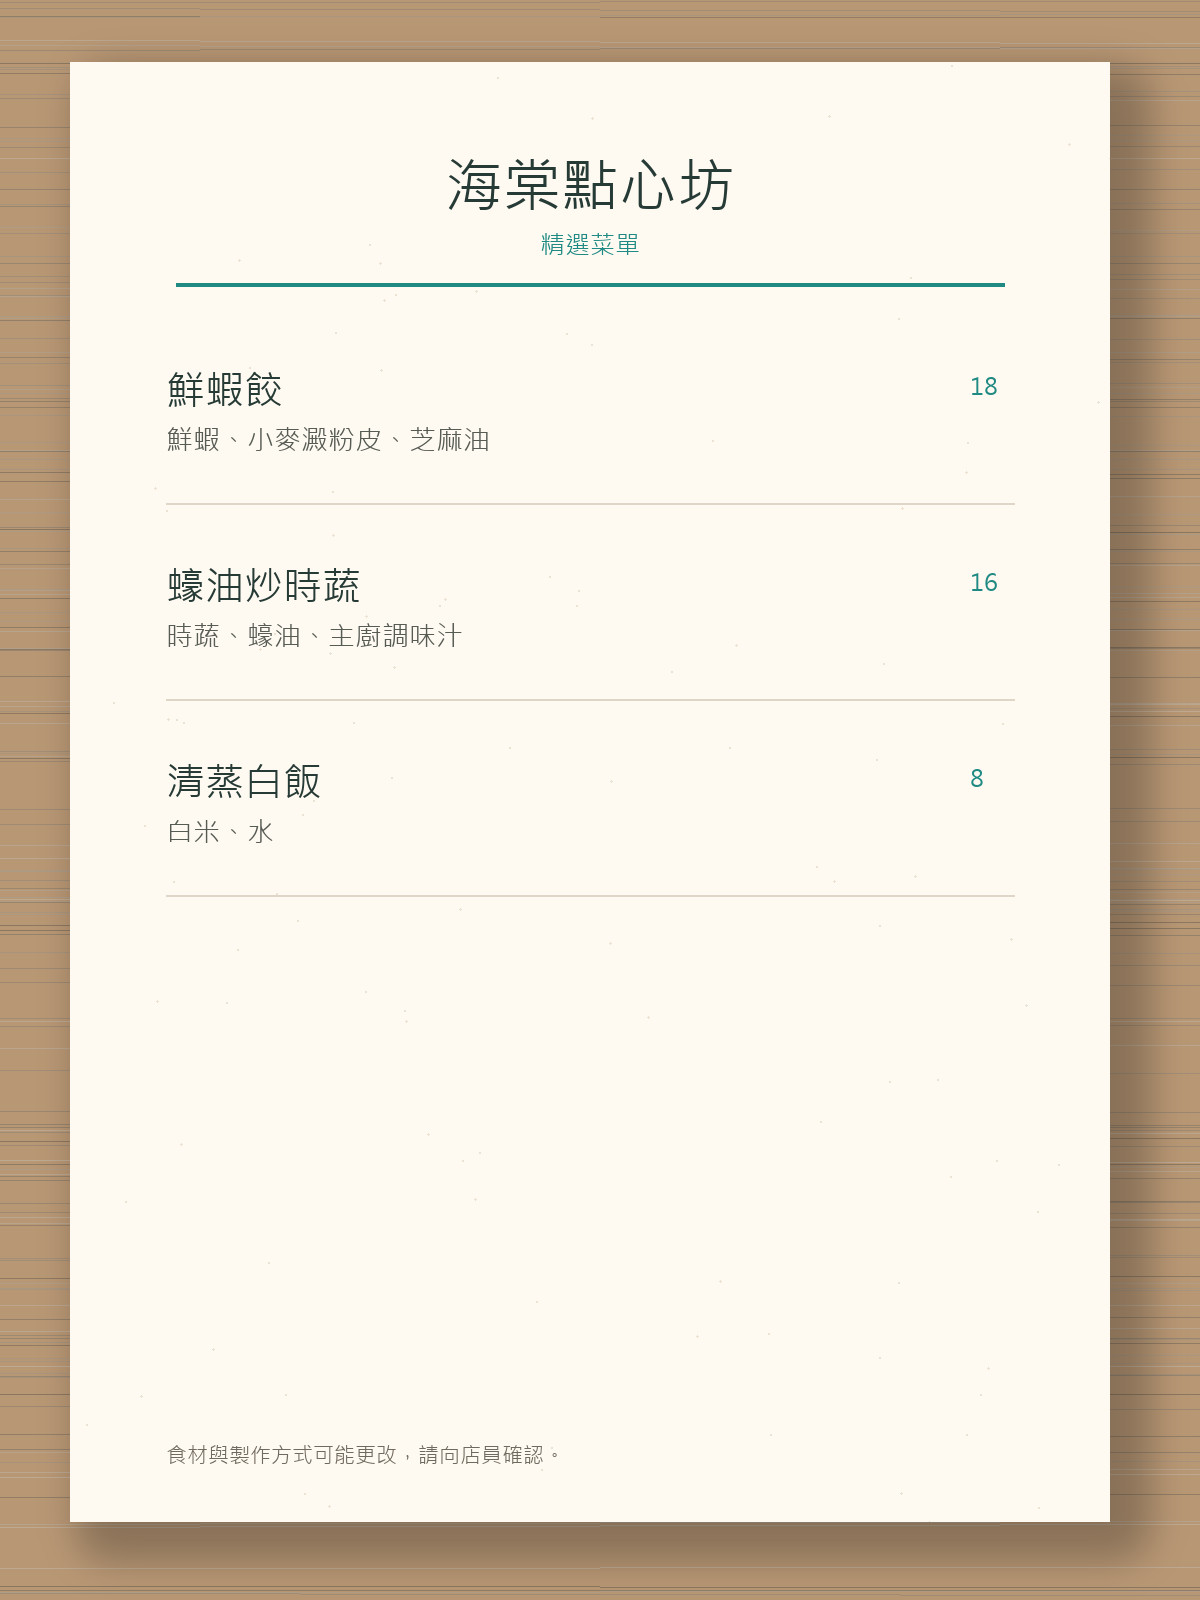 海棠點心坊
精選菜單
鮮蝦餃 18
鮮蝦、小麥澱粉皮、芝麻油
蠔油炒時蔬 16
時蔬、蠔油、主廚調味汁
清蒸白飯 8
白米、水
食材與製作方式可能更改，請向店員確認。